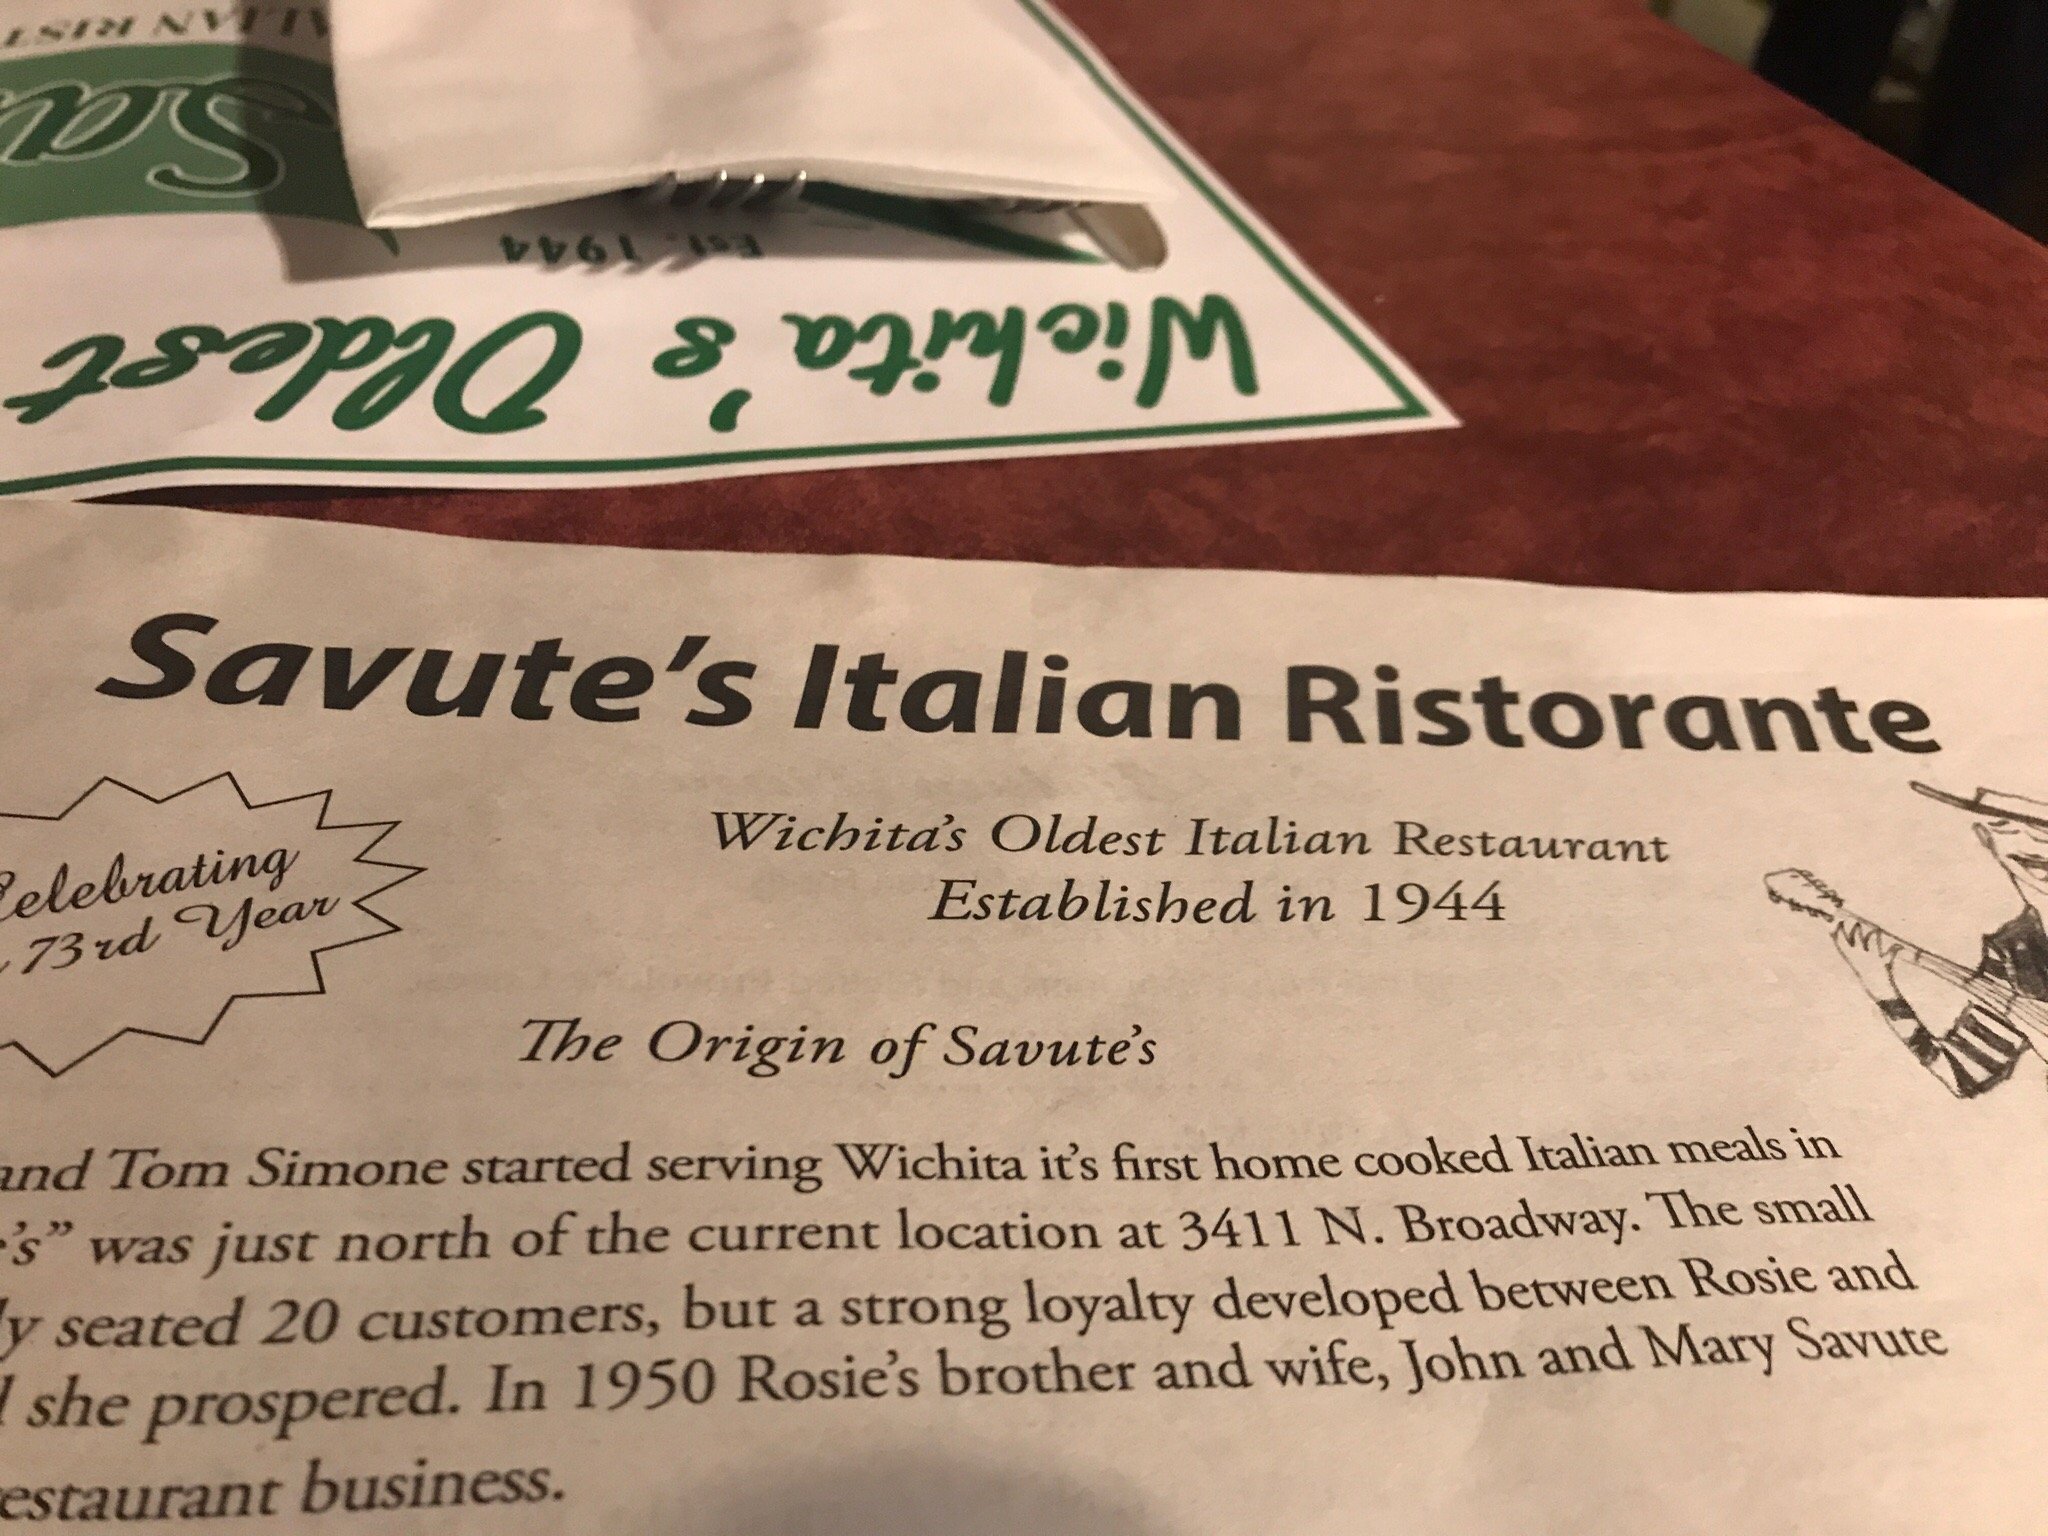 Sa
Est. 1944
Wichita's Oldest
Savute's Italian Ristorante
Celebrating
73rd Year
Wichita's Oldest Italian Restaurant
Established in 1944
The Origin of Savute's
and Tom Simone started serving Wichita it's first home cooked Italian meals in
's" was just north of the current location at 3411 N. Broadway. The small
ly seated 20 customers, but a strong loyalty developed between Rosie and
she prospered. In 1950 Rosie's brother and wife, John and Mary Savute
estaurant business.